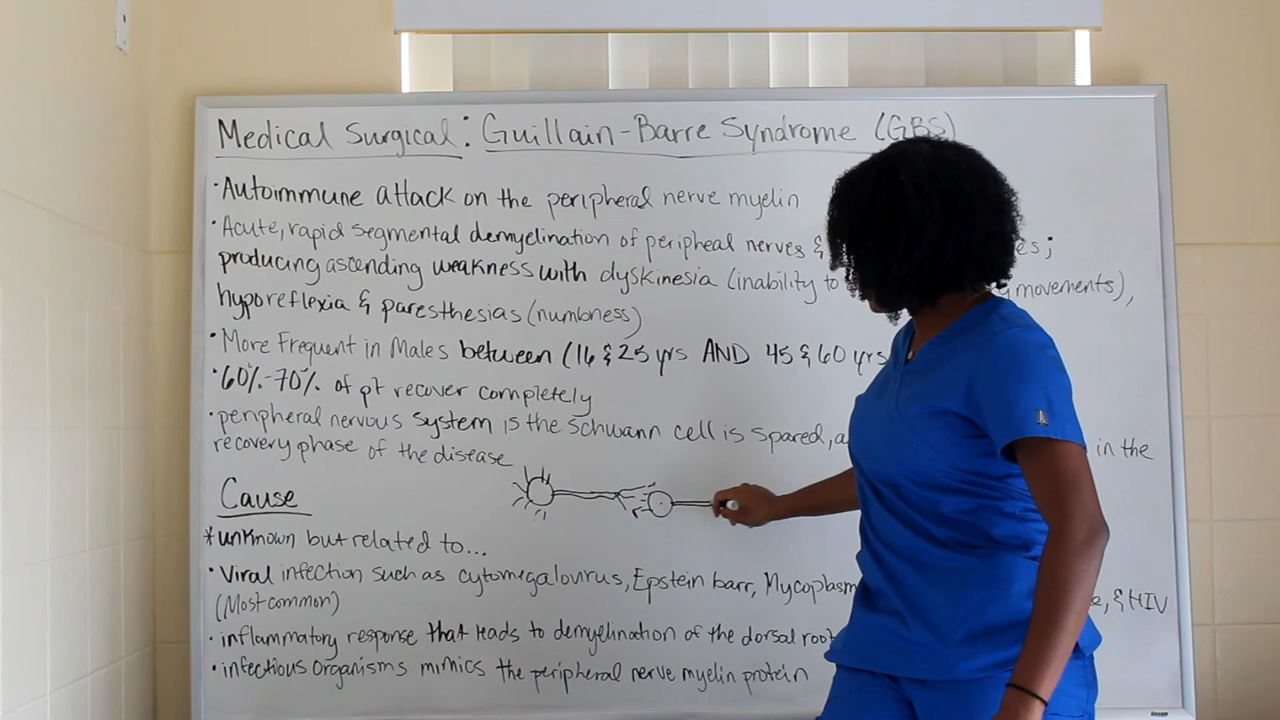 Medical Surgical: Guillain-Barre Syndrome (GBS)
• Autoimmune attack on the peripheral nerve myelin
• Acute, rapid segmental demyelination of peripheal nerves & es;
producing ascending weakness with dyskinesia (inability to movements),
hyporeflexia & paresthesias (numbness)
• More Frequent in Males between (16 & 25 yrs AND 45 & 60 yrs
• 60%-70% of pt recover completely
• peripheral nervous system is the schwann cell is spared, a in the
recovery phase of the disease
Cause
* unknown but related to...
• Viral infection such as cytomegalovirus, Epstein barr, Mycoplasm e, & HIV
(Most common)
• inflammatory response that leads to demyelination of the dorsal root
• infectious organisms mimics the peripheral nerve myelin protein